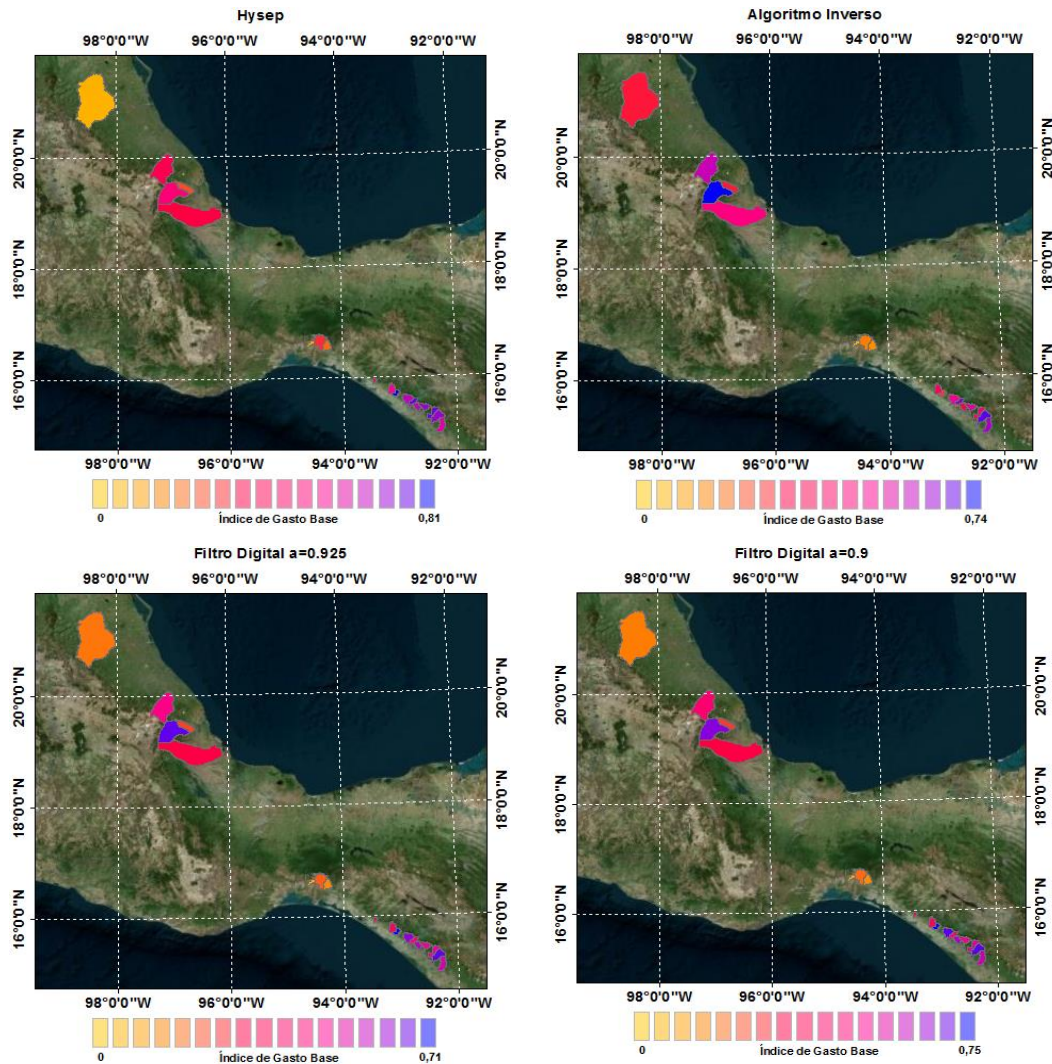 Hysep
98°0'0"W 96°0'0"W 94°0'0"W 92°0'0"W
20°0'0"N 20°0'0"N
18°0'0"N 18°0'0"N
16°0'0"N 16°0'0"N
98°0'0"W 96°0'0"W 94°0'0"W 92°0'0"W
0 Índice de Gasto Base 0,81
Algoritmo Inverso
98°0'0"W 96°0'0"W 94°0'0"W 92°0'0"W
20°0'0"N 20°0'0"N
18°0'0"N 18°0'0"N
16°0'0"N 16°0'0"N
98°0'0"W 96°0'0"W 94°0'0"W 92°0'0"W
0 Índice de Gasto Base 0,74
Filtro Digital a=0.925
98°0'0"W 96°0'0"W 94°0'0"W 92°0'0"W
20°0'0"N 20°0'0"N
18°0'0"N 18°0'0"N
16°0'0"N 16°0'0"N
98°0'0"W 96°0'0"W 94°0'0"W 92°0'0"W
0 Índice de Gasto Base 0,71
Filtro Digital a=0.9
98°0'0"W 96°0'0"W 94°0'0"W 92°0'0"W
20°0'0"N 20°0'0"N
18°0'0"N 18°0'0"N
16°0'0"N 16°0'0"N
98°0'0"W 96°0'0"W 94°0'0"W 92°0'0"W
0 Índice de Gasto Base 0,75